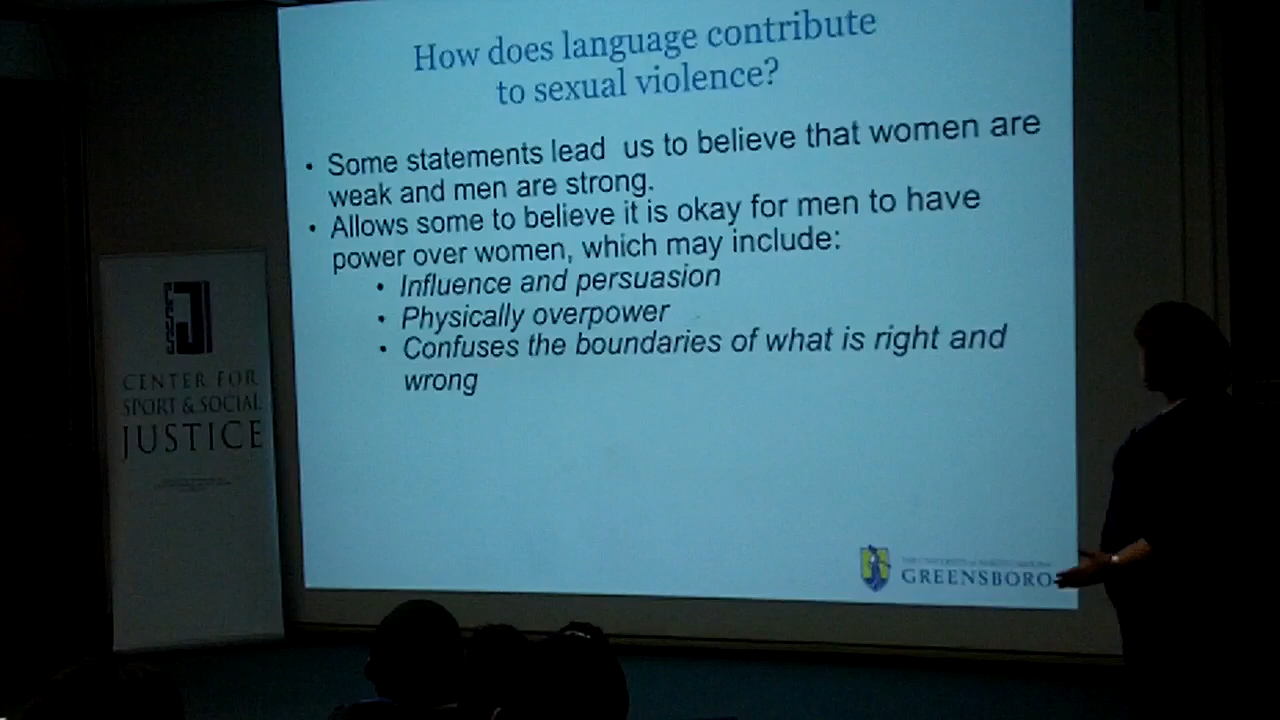 How does language contribute
to sexual violence?
• Some statements lead us to believe that women are
weak and men are strong.
• Allows some to believe it is okay for men to have
power over women, which may include:
• Influence and persuasion
• Physically overpower
• Confuses the boundaries of what is right and
wrong
CENTER FOR
SPORT & SOCIAL
JUSTICE
GREENSBORO